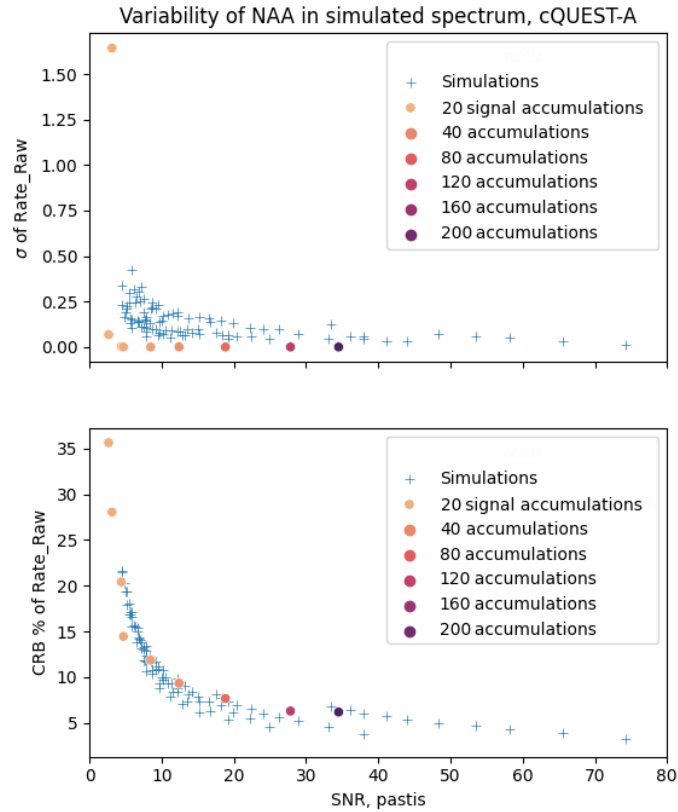 Variability of NAA in simulated spectrum, cQUEST-A
1.50
1.25
1.00
0.75
0.50
0.25
0.00
σ of Rate_Raw
Simulations
20 signal accumulations
40 accumulations
80 accumulations
120 accumulations
160 accumulations
200 accumulations
35
30
25
20
15
10
5
CRB % of Rate_Raw
Simulations
20 signal accumulations
40 accumulations
80 accumulations
120 accumulations
160 accumulations
200 accumulations
0 10 20 30 40 50 60 70 80
SNR, pastis